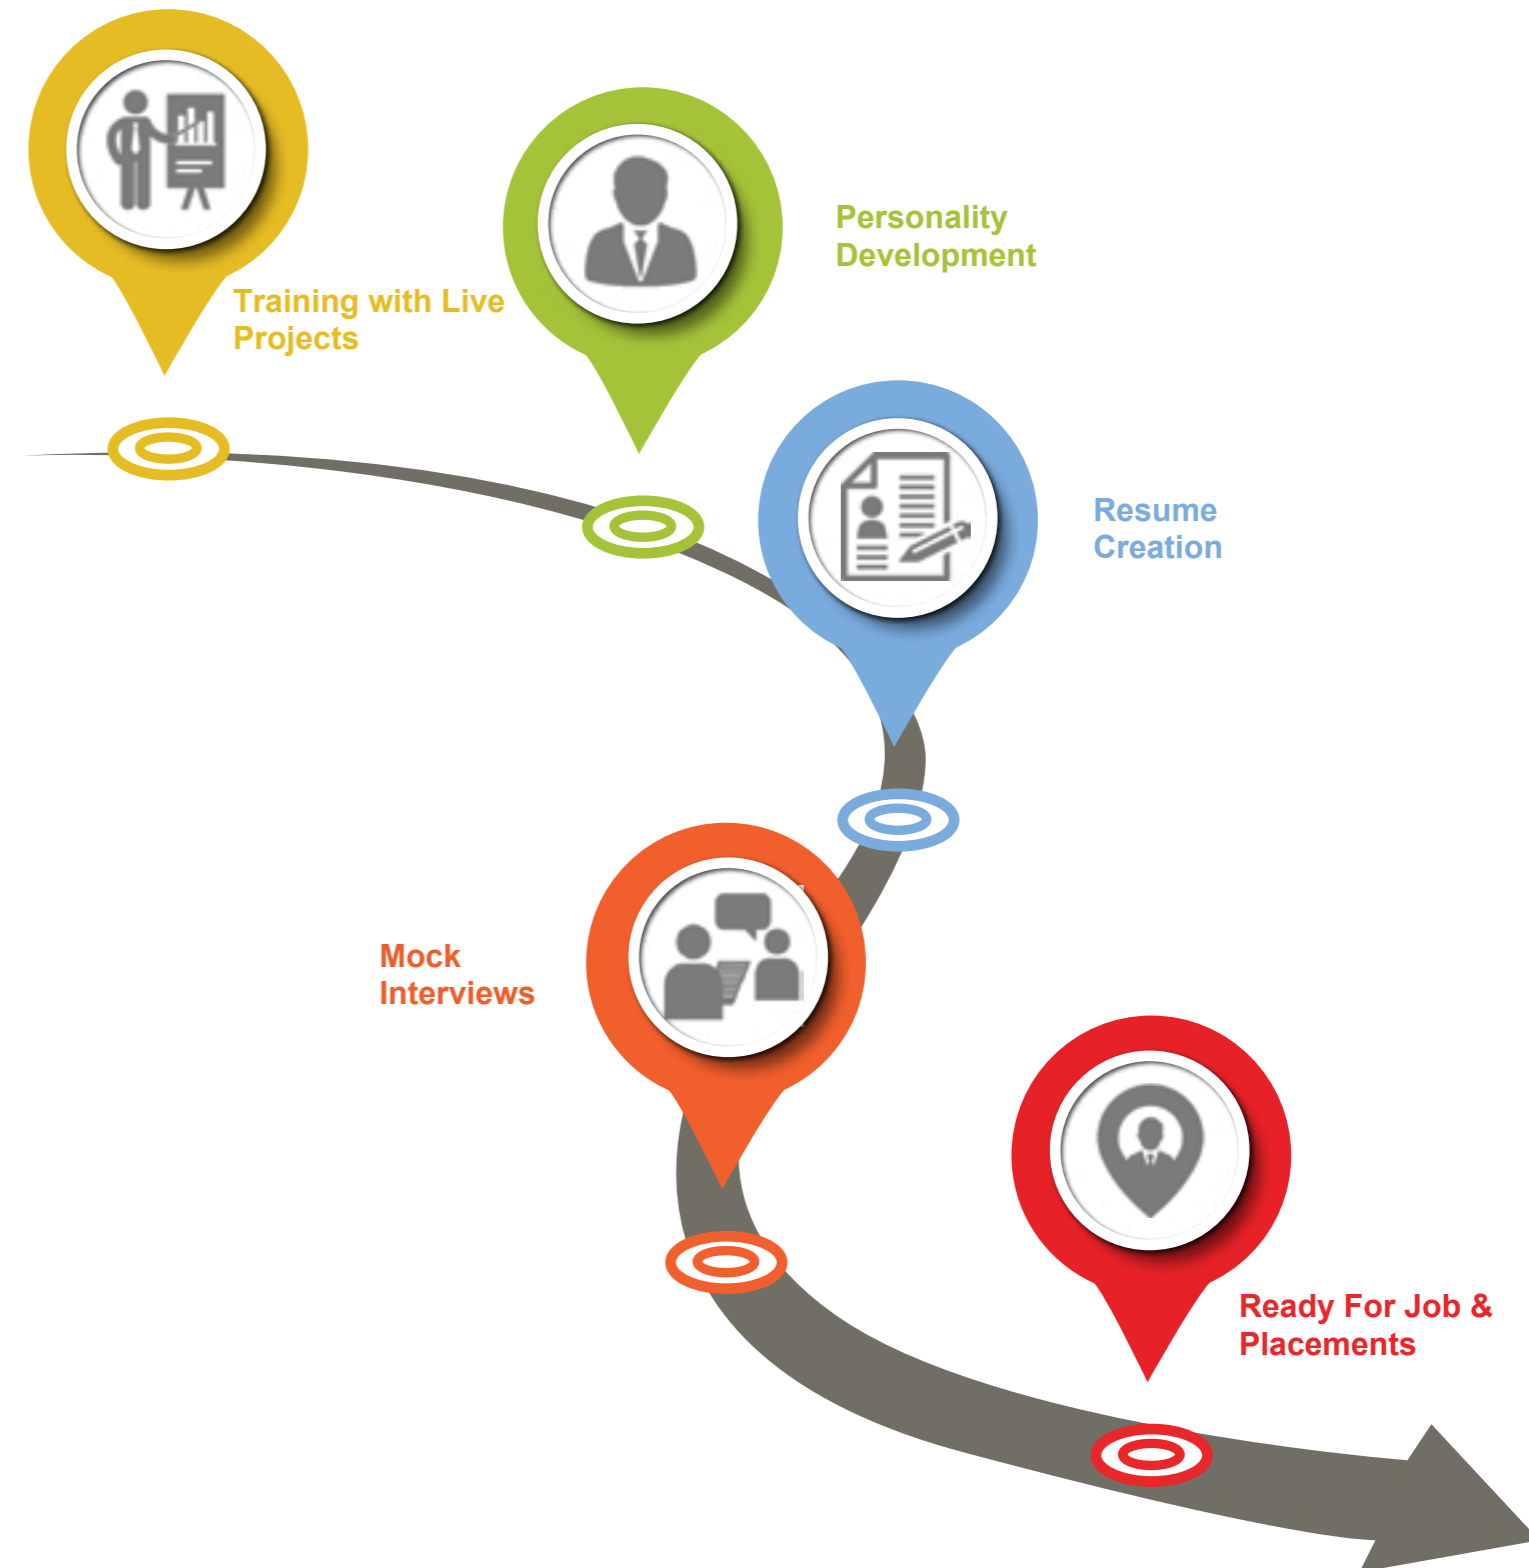 Training with Live
Projects
Personality
Development
Resume
Creation
Mock
Interviews
Ready For Job &
Placements